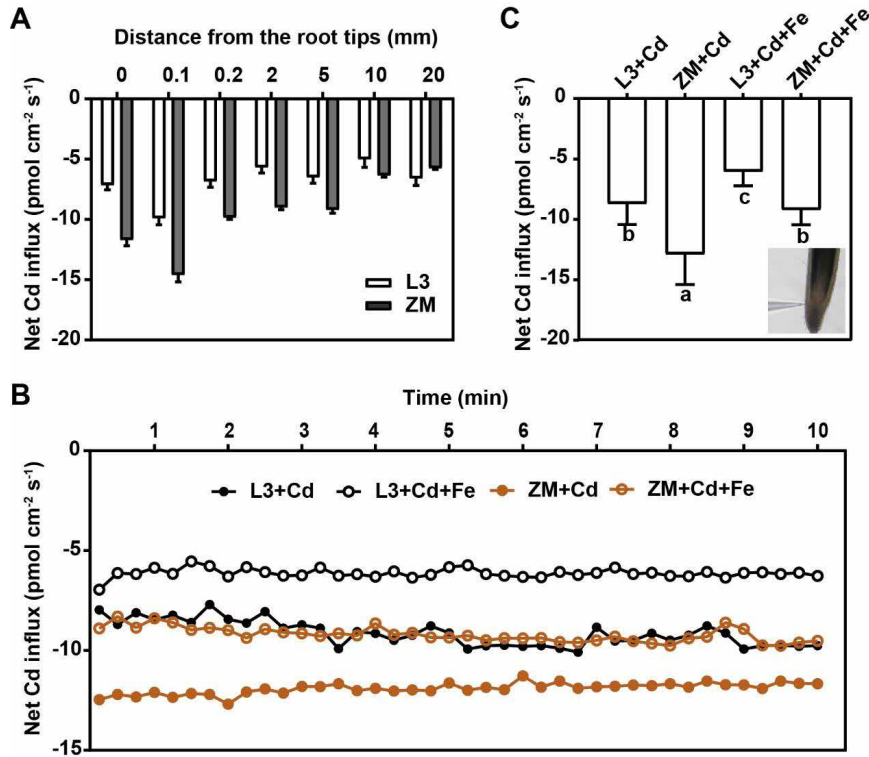 A
Distance from the root tips (mm)
0 0.1 0.2 2 5 10 20
0
-5
-10
-15
-20
Net Cd influx (pmol cm⁻² s⁻¹)
L3
ZM
C
L3+Cd
ZM+Cd
L3+Cd+Fe
ZM+Cd+Fe
0
-5
-10
-15
-20
Net Cd influx (pmol cm⁻² s⁻¹)
b
a
c
b
B
Time (min)
1 2 3 4 5 6 7 8 9 10
0
-5
-10
-15
Net Cd influx (pmol cm⁻² s⁻¹)
L3+Cd L3+Cd+Fe ZM+Cd ZM+Cd+Fe